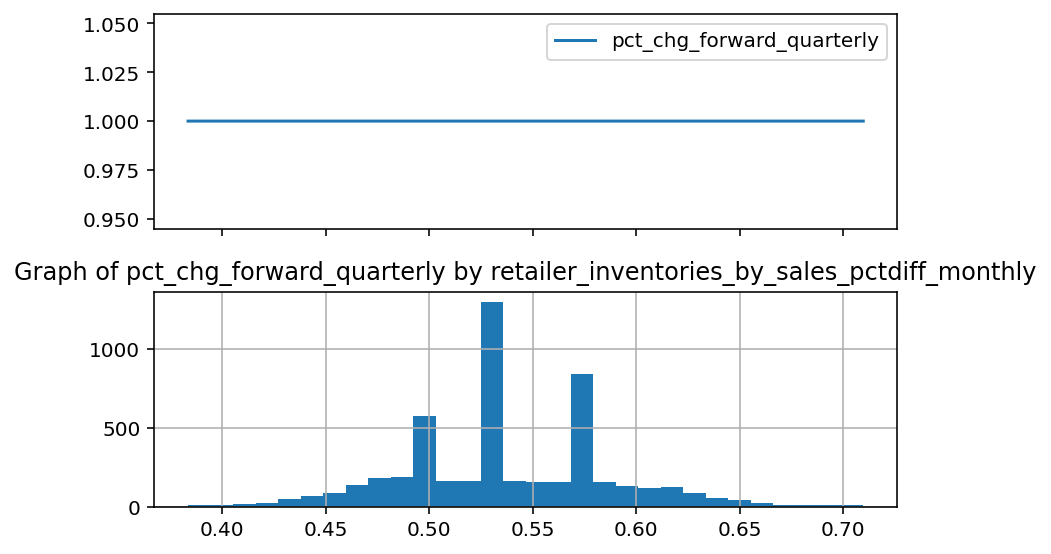 1.050
pct_chg_forward_quarterly
1.025
1.000
0.975
0.950
Graph of pct_chg_forward_quarterly by retailer_inventories_by_sales_pctdiff_monthly
1000
500
0
0.40 0.45 0.50 0.55 0.60 0.65 0.70